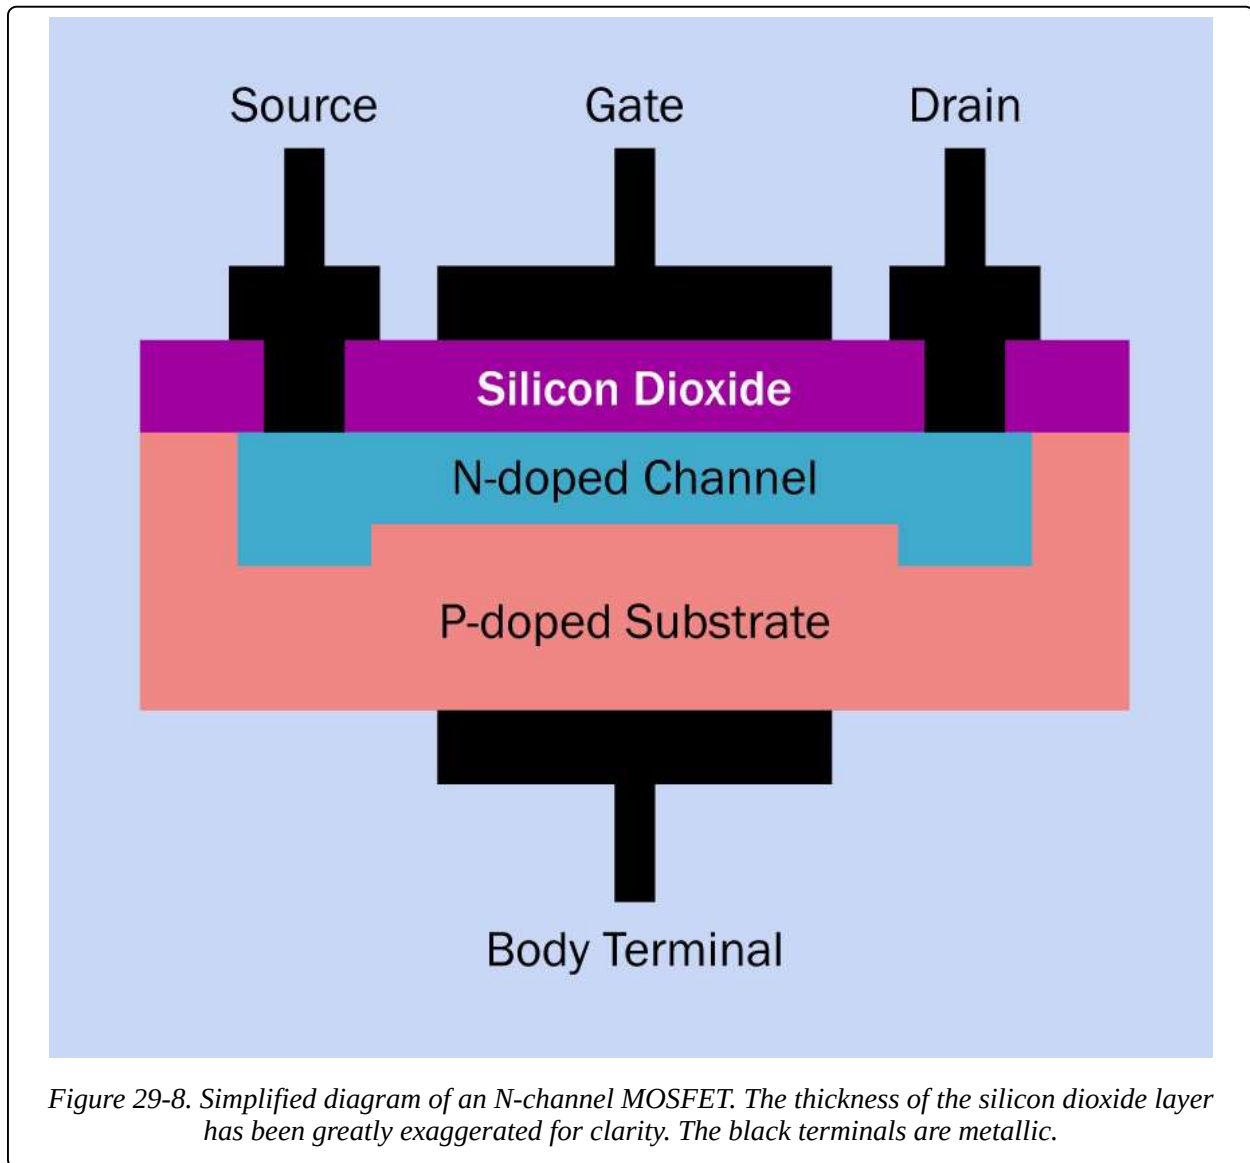 Source Gate Drain
Silicon Dioxide
N-doped Channel
P-doped Substrate
Body Terminal
Figure 29-8. Simplified diagram of an N-channel MOSFET. The thickness of the silicon dioxide layer
has been greatly exaggerated for clarity. The black terminals are metallic.